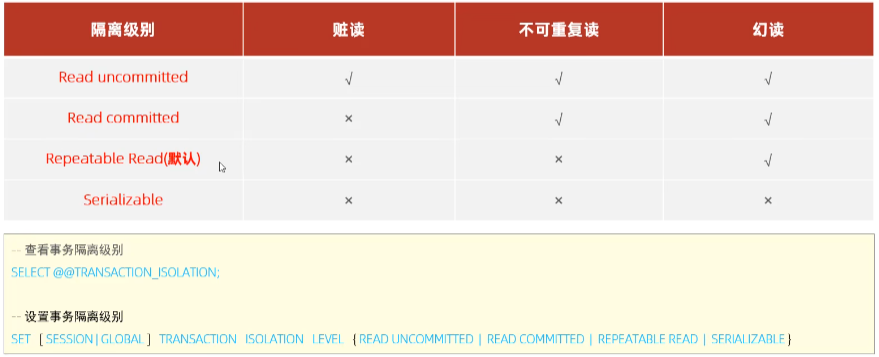 隔离级别 脏读 不可重复读 幻读
Read uncommitted √ √ √
Read committed × √ √
Repeatable Read(默认) × × √
Serializable × × ×
-- 查看事务隔离级别
SELECT @@TRANSACTION_ISOLATION;
-- 设置事务隔离级别
SET [ SESSION | GLOBAL ] TRANSACTION ISOLATION LEVEL { READ UNCOMMITTED | READ COMMITTED | REPEATABLE READ | SERIALIZABLE }